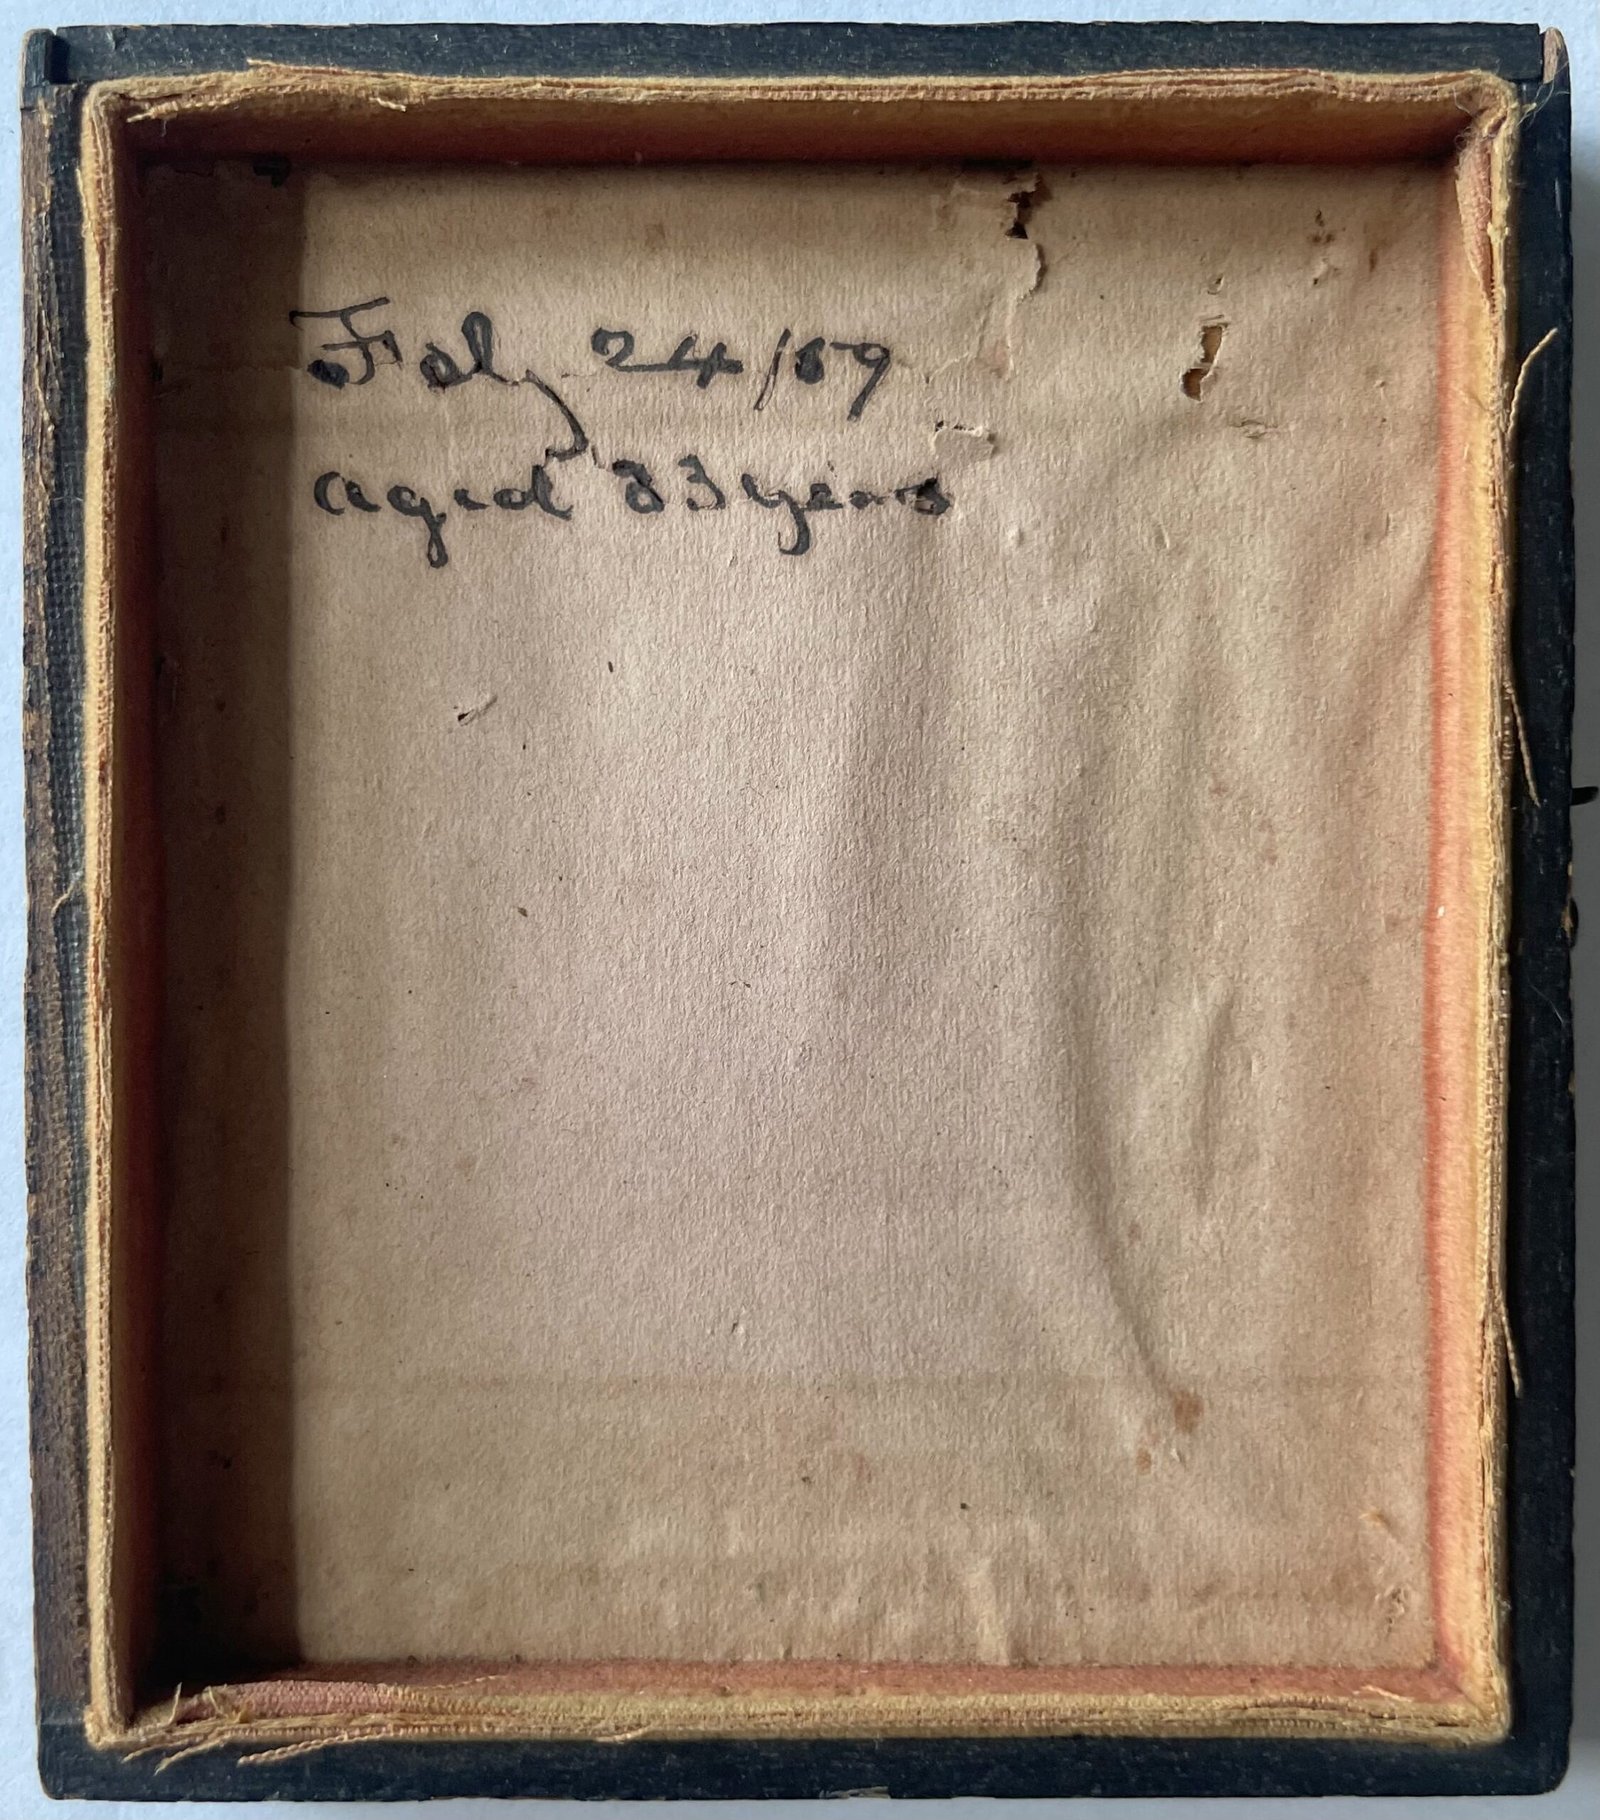 Feby 24/59
aged 83 years